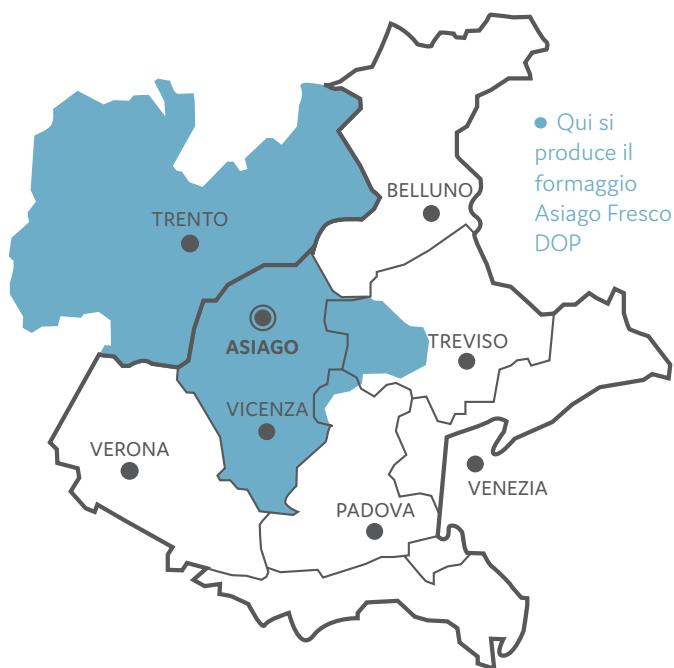 Qui si
produce il
formaggio
Asiago Fresco
DOP
BELLUNO
TRENTO
ASIAGO
TREVISO
VICENZA
VERONA
VENEZIA
PADOVA